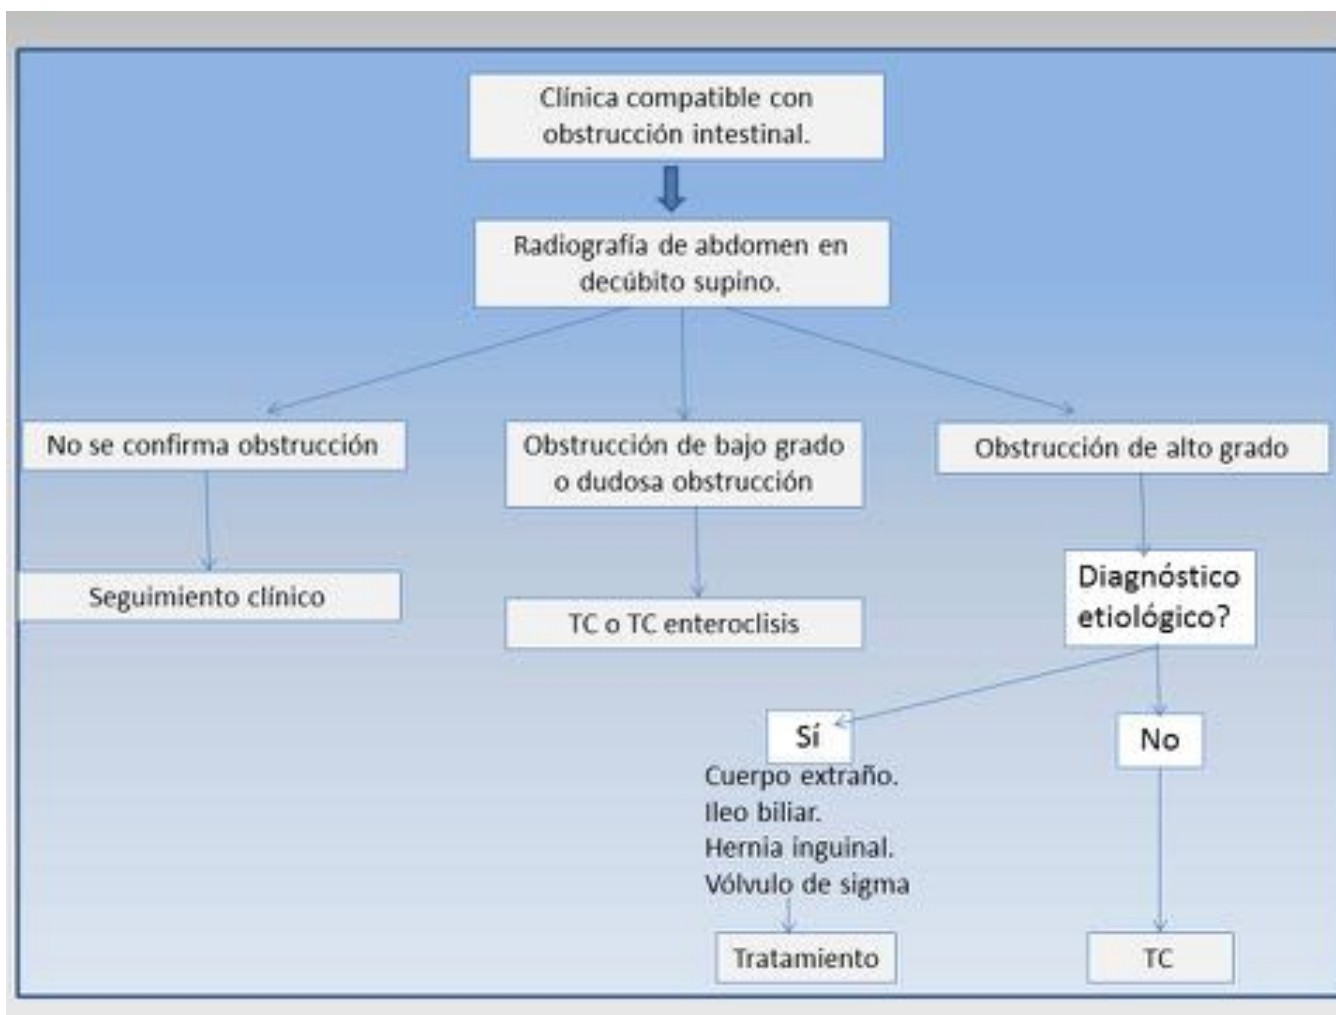 Clínica compatible con
obstrucción intestinal.
Radiografía de abdomen en
decúbito supino.
No se confirma obstrucción
Obstrucción de bajo grado
o dudosa obstrucción
Obstrucción de alto grado
Seguimiento clínico
TC o TC enteroclisis
Diagnóstico
etiológico?
Sí
No
Cuerpo extraño.
Ileo biliar.
Hernia inguinal.
Vólvulo de sigma
Tratamiento
TC